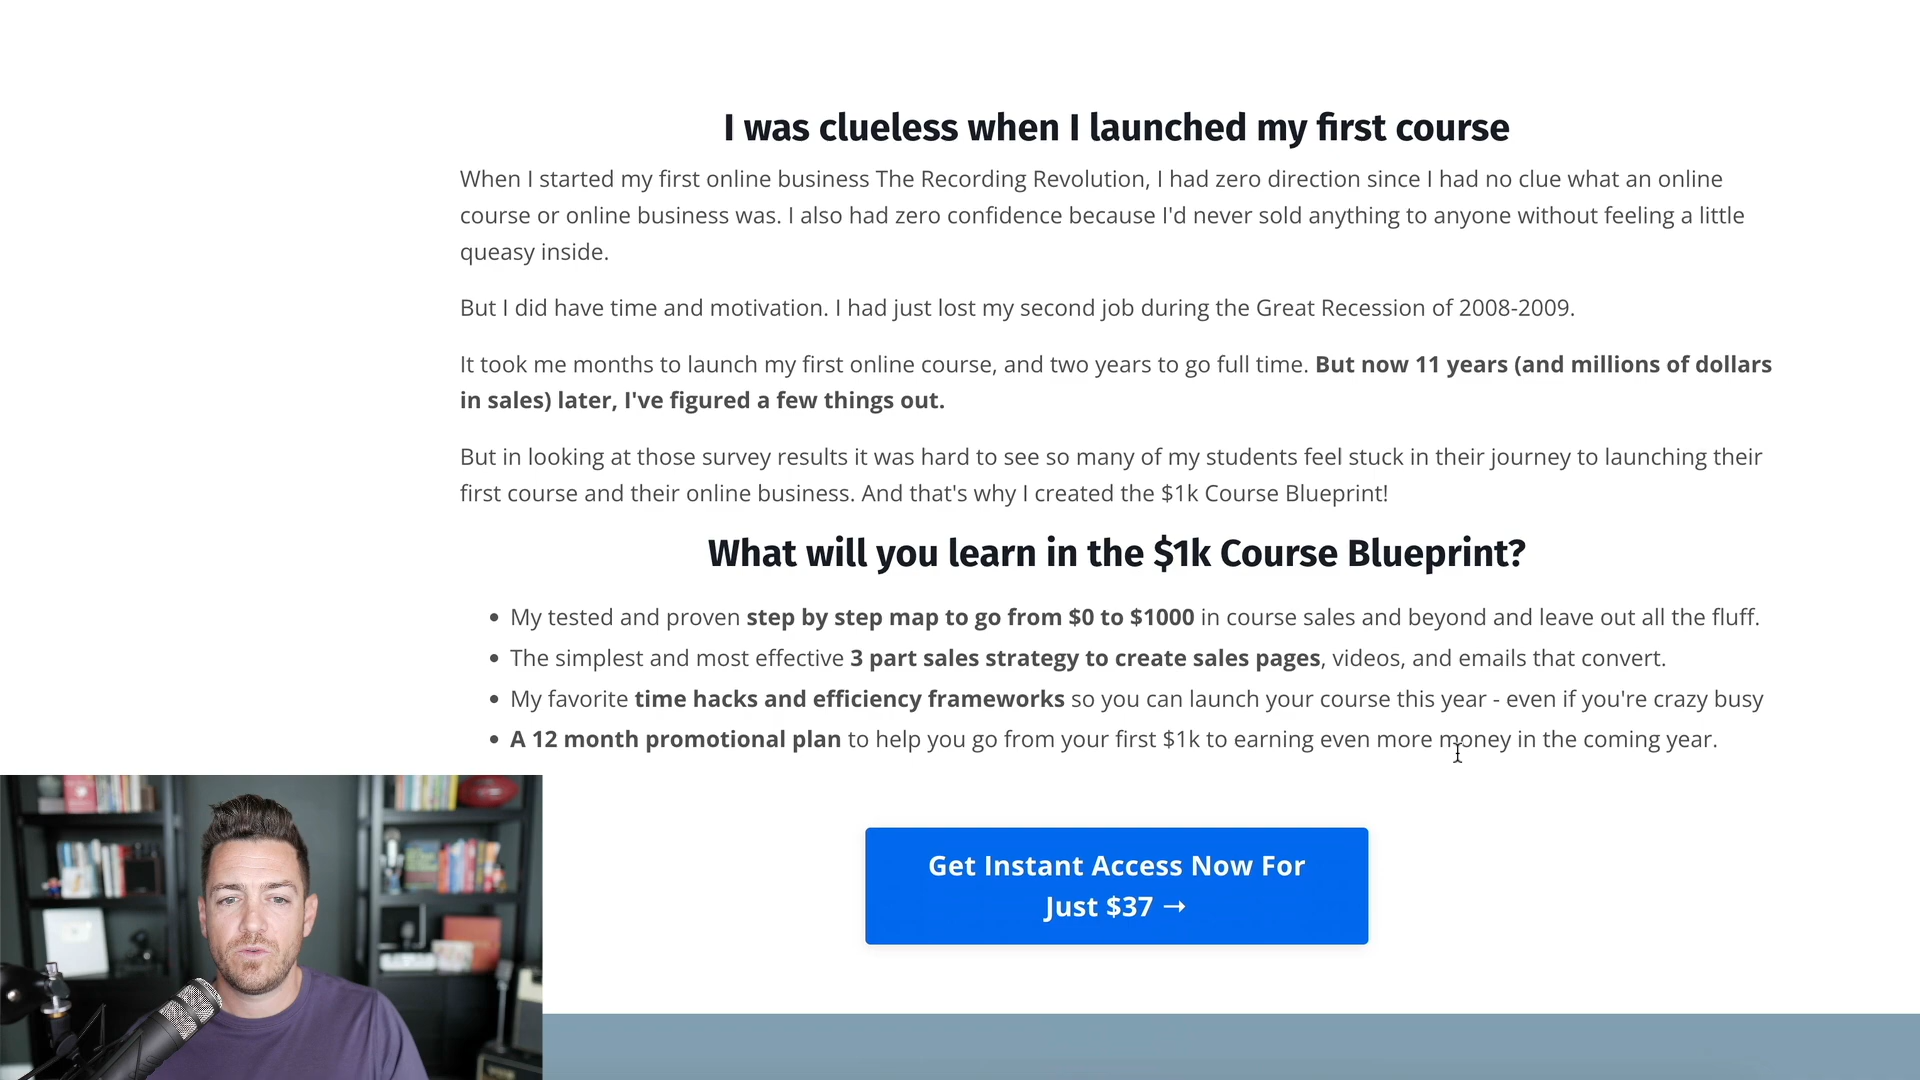 I was clueless when I launched my first course
When I started my first online business The Recording Revolution, I had zero direction since I had no clue what an online
course or online business was. I also had zero confidence because I'd never sold anything to anyone without feeling a little
queasy inside.
But I did have time and motivation. I had just lost my second job during the Great Recession of 2008-2009.
It took me months to launch my first online course, and two years to go full time. But now 11 years (and millions of dollars
in sales) later, I've figured a few things out.
But in looking at those survey results it was hard to see so many of my students feel stuck in their journey to launching their
first course and their online business. And that's why I created the $1k Course Blueprint!
What will you learn in the $1k Course Blueprint?
• My tested and proven step by step map to go from $0 to $1000 in course sales and beyond and leave out all the fluff.
• The simplest and most effective 3 part sales strategy to create sales pages, videos, and emails that convert.
• My favorite time hacks and efficiency frameworks so you can launch your course this year - even if you're crazy busy
• A 12 month promotional plan to help you go from your first $1k to earning even more money in the coming year.
Get Instant Access Now For
Just $37 →